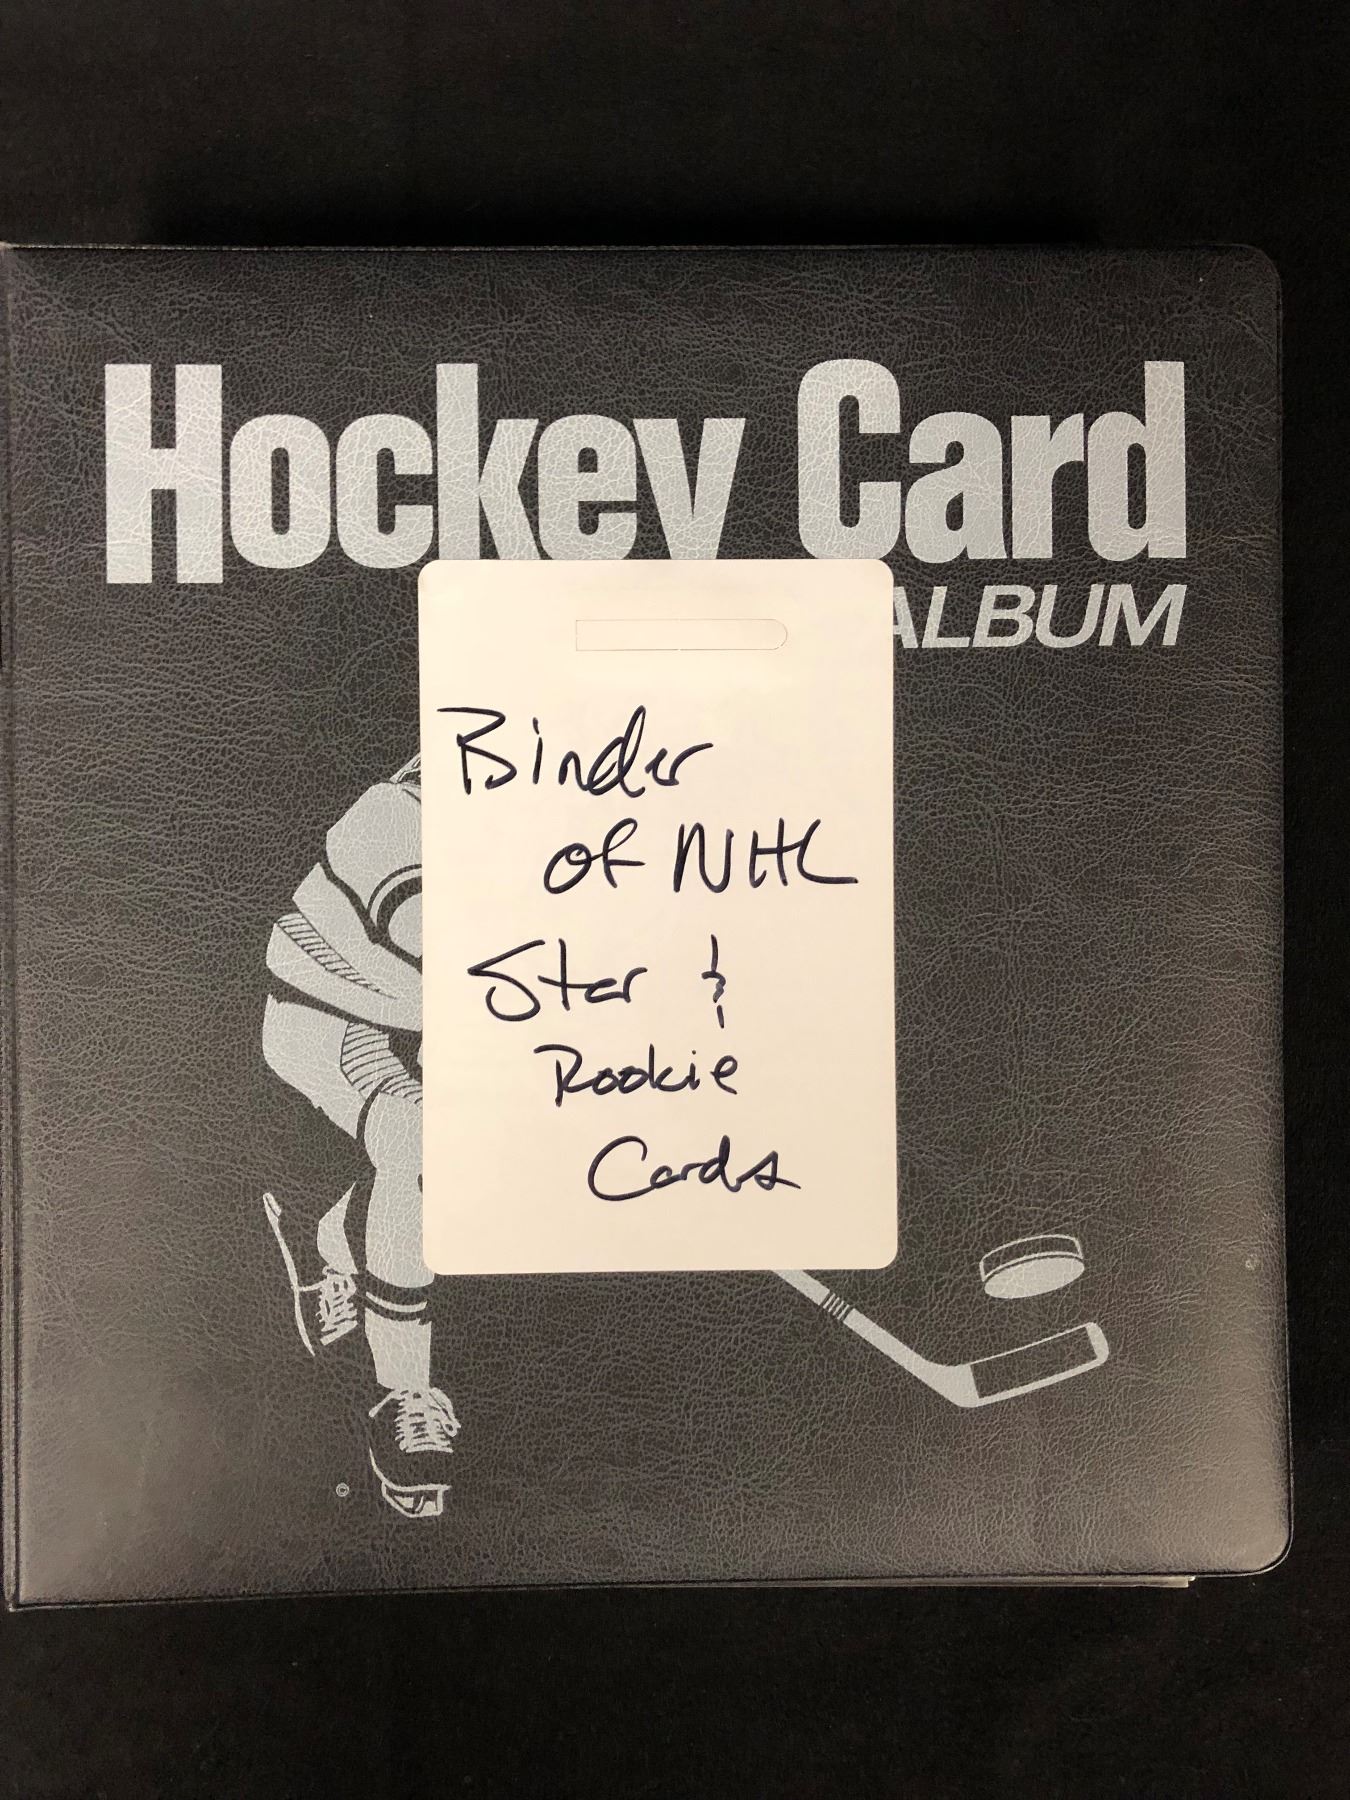 Hockey Card
ALBUM
Binder
of NHL
Star &
Rookie
Cards
©
©